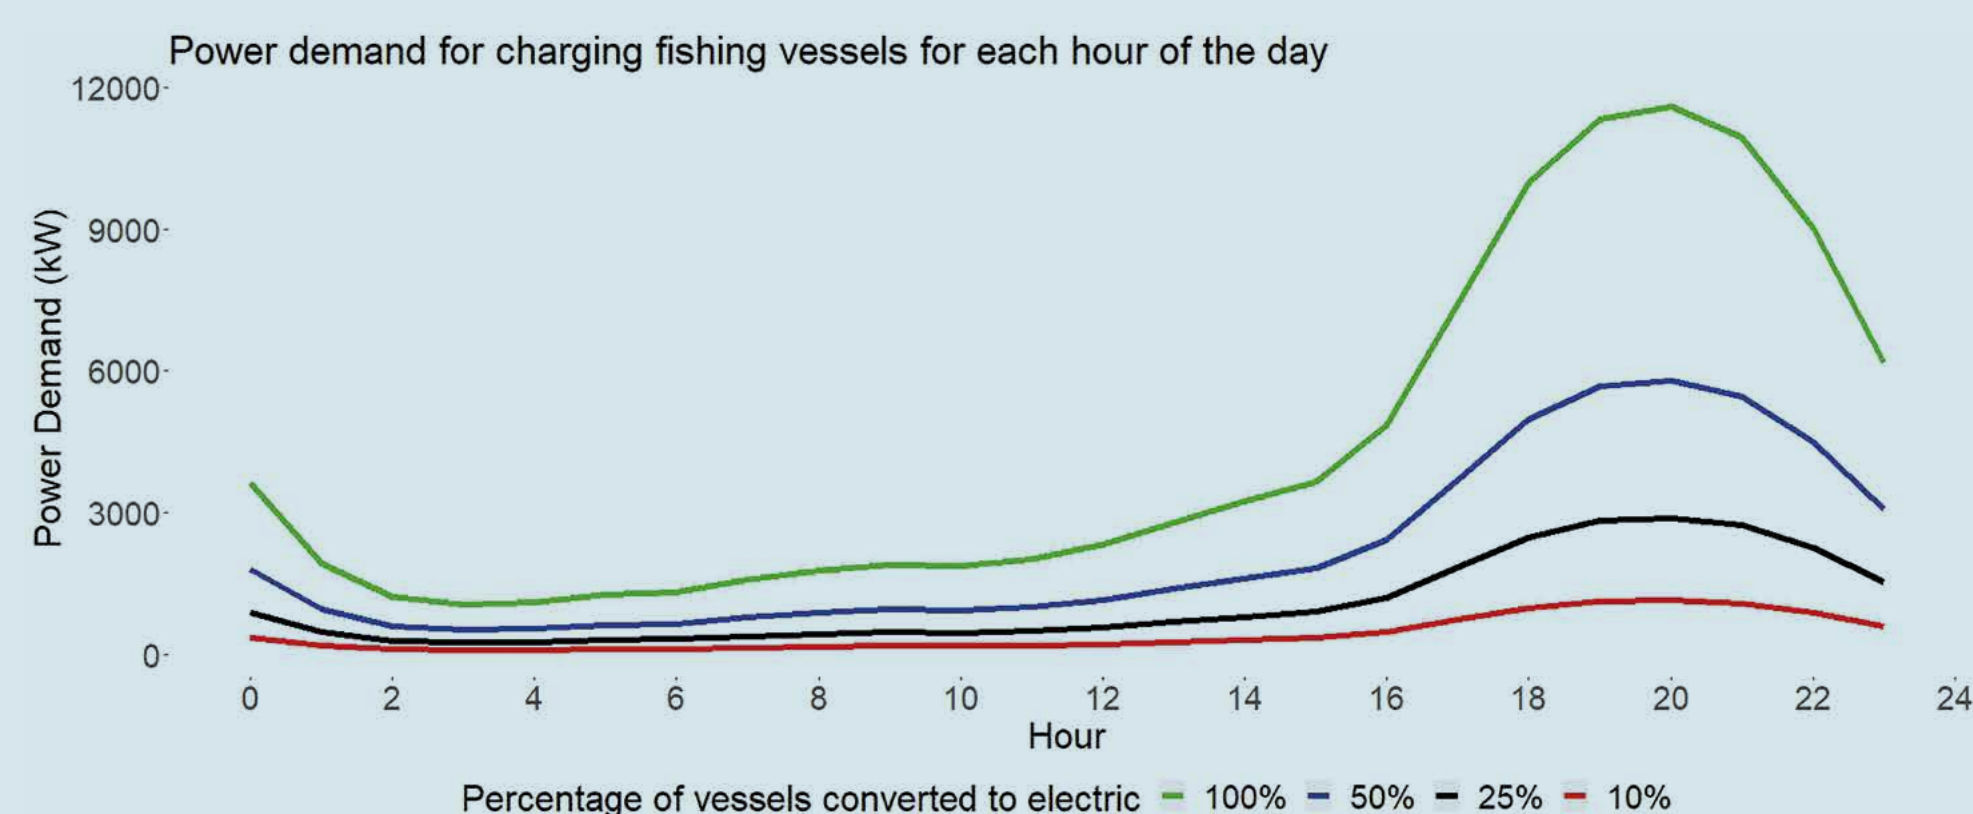 Power demand for charging fishing vessels for each hour of the day
12000
9000
6000
3000
0
Power Demand (kW)
0 2 4 6 8 10 12 14 16 18 20 22 24
Hour
Percentage of vessels converted to electric 100% 50% 25% 10%